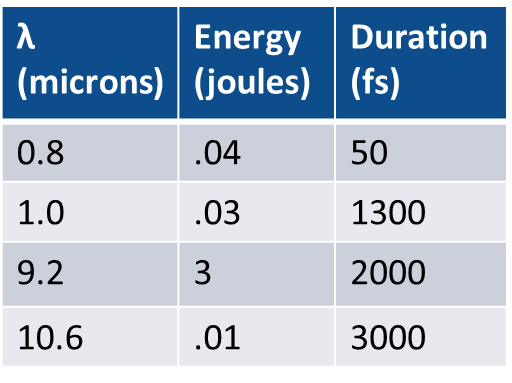 λ (microns) Energy (joules) Duration (fs)
0.8 .04 50
1.0 .03 1300
9.2 3 2000
10.6 .01 3000